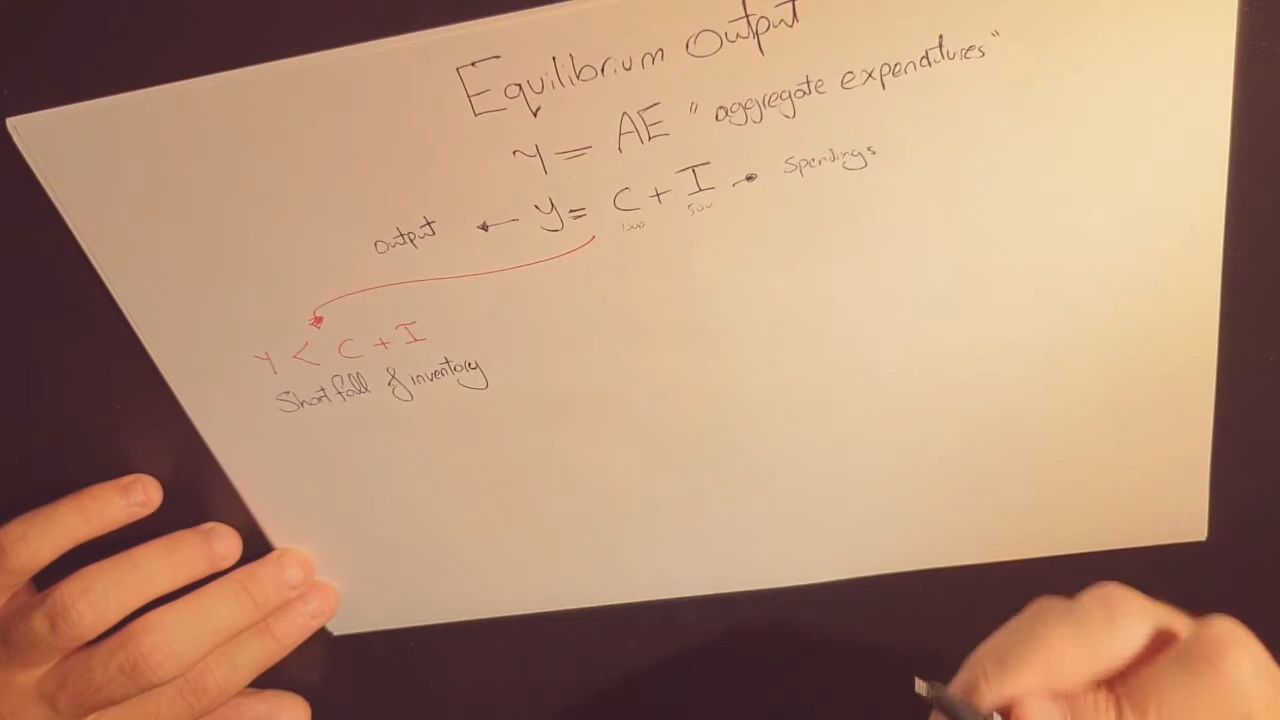 Equilibrium Output
Y = AE "aggregate expenditures"
output ← Y = C + I → Spendings
1000 500
Y < C + I
Shortfall of inventory